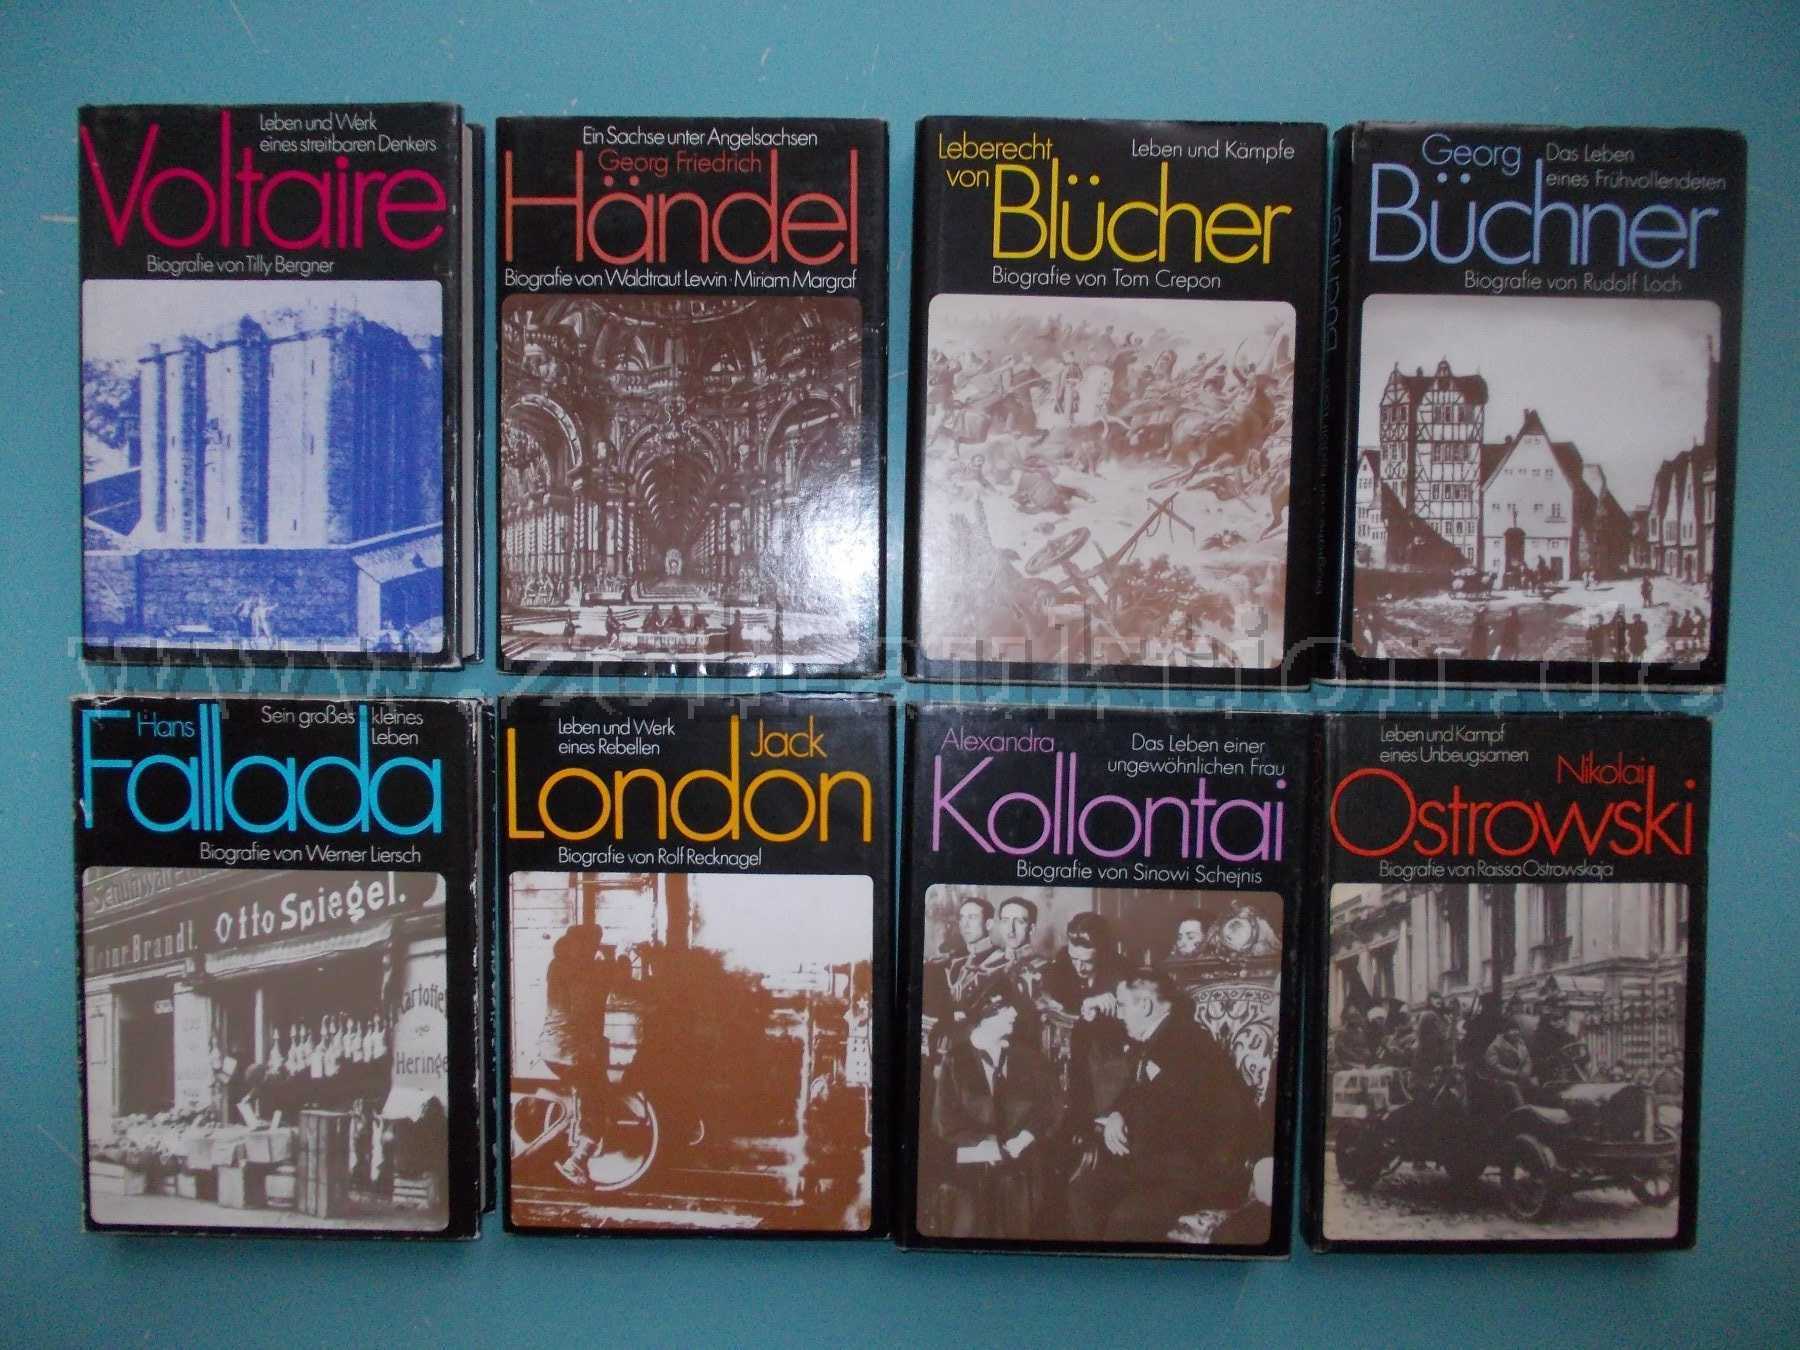 Leben und Werk
eines streitbaren Denkers
Voltaire
Biografie von Tilly Bergner
Ein Sachse unter Angelsachsen
Georg Friedrich
Händel
Biografie von Waldtraut Lewin · Miriam Margraf
Leberecht
von
Leben und Kämpfe
Blücher
Biografie von Tom Crepon
Georg
Das Leben
eines Frühvollendeten
Büchner
Biografie von Rudolf Loch
www.zoneauktion.de
Hans
Sein großes kleines
Leben
Fallada
Biografie von Werner Liersch
Otto Spiegel.
Brandt.
Kartoffel
Heringe
Leben und Werk
eines Rebellen
Jack
London
Biografie von Rolf Recknagel
Alexandra
Das Leben einer
ungewöhnlichen Frau
Kollontai
Biografie von Sinowi Schejnis
Leben und Kampf
eines Unbeugsamen
Nikolai
Ostrowski
Biografie von Raissa Ostrowskaja